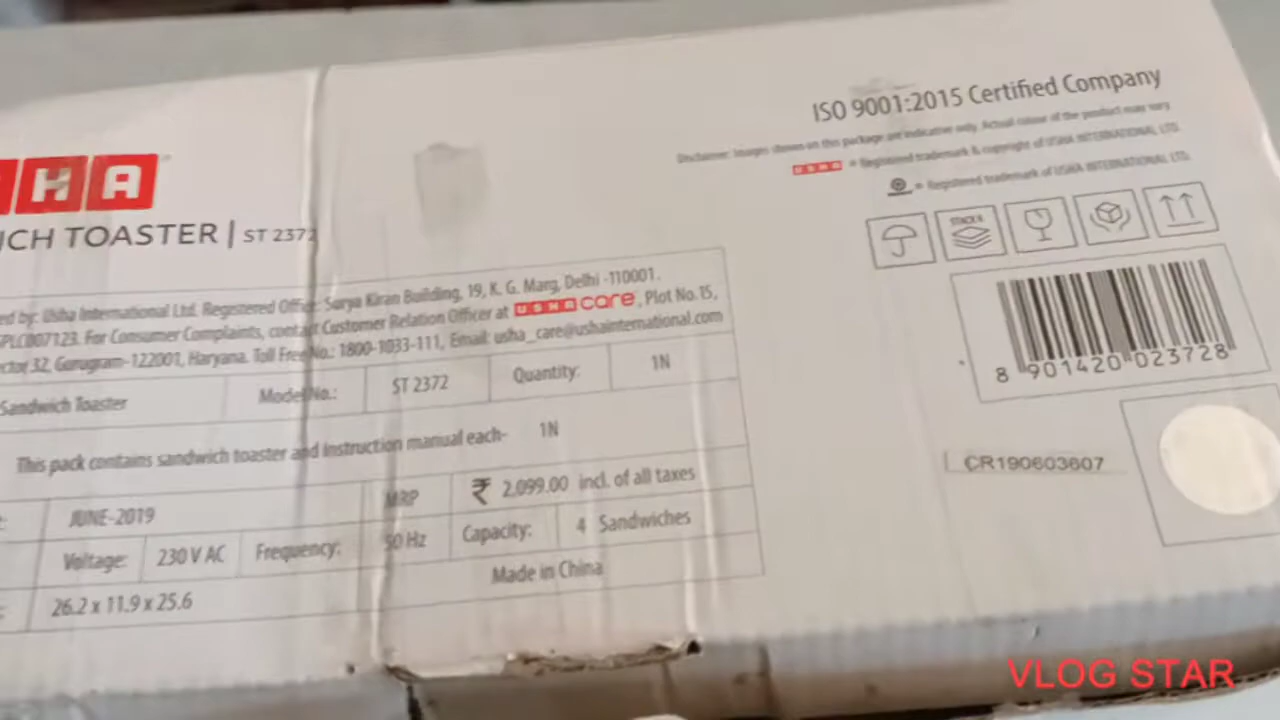 HA
ICH TOASTER | ST 2372
ed by: Usha International Ltd. Registered Office: Surya Kiran Building, 19, K. G. Marg, Delhi -110001.
PLC007123. For Consumer Complaints, contact Customer Relation Officer at USHA care, Plot No. 15,
ctor 32, Gurugram-122001, Haryana. Toll Free No.: 1800-1033-111, Email: usha_care@ushainternational.com
Sandwich Toaster Model No.: ST 2372 Quantity: 1N
This pack contains sandwich toaster and instruction manual each- 1N
JUNE-2019 MRP ₹ 2,099.00 incl. of all taxes
Voltage: 230 V AC Frequency: 50 Hz Capacity: 4 Sandwiches
26.2 x 11.9 x 25.6 Made in China
ISO 9001:2015 Certified Company
Disclaimer: Images shown on this package are indicative only. Actual colour of the product may vary
USHA = Registered trademark & copyright of USHA INTERNATIONAL LTD.
= Registered trademark of USHA INTERNATIONAL LTD.
STACK 6
8 901420 023728
CR190603607
VLOG STAR